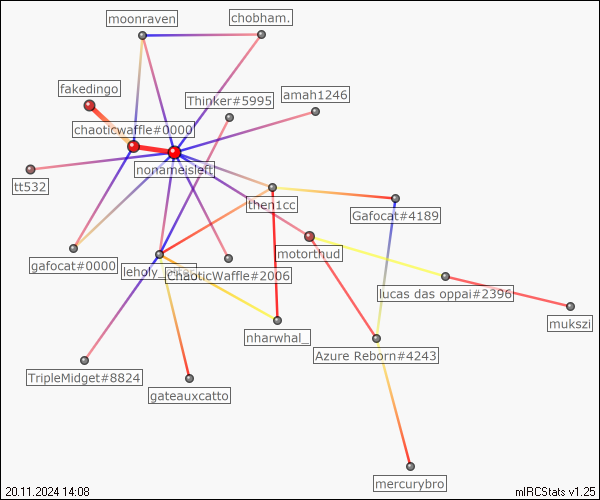 chobham.
moonraven
fakedingo
Thinker#5995
amah1246
chaoticwaffle#0000
nonameisleft
tt532
then1cc
Gafocat#4189
motorthud
gafocat#0000
ChaoticWaffle#2006
lucas das oppai#2396
mukszi
nharwhal_
Azure Reborn#4243
TripleMidget#8824
gateauxcatto
mercurybro
20.11.2024 14:08
mIRCStats v1.25